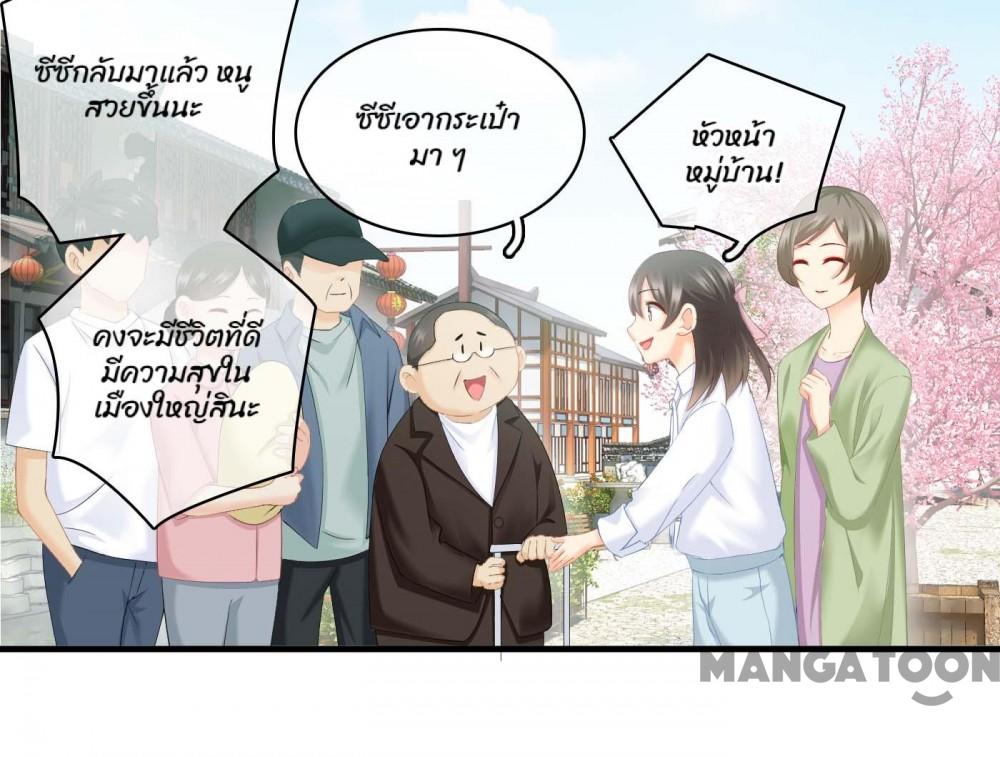 ซีซีกลับมาแล้ว หนู
สวยขึ้นนะ
คงจะมีชีวิตที่ดี
มีความสุขใน
เมืองใหญ่สินะ
ซีซีเอากระเป๋า
มา ๆ
หัวหน้า
หมู่บ้าน!
MANGATOON